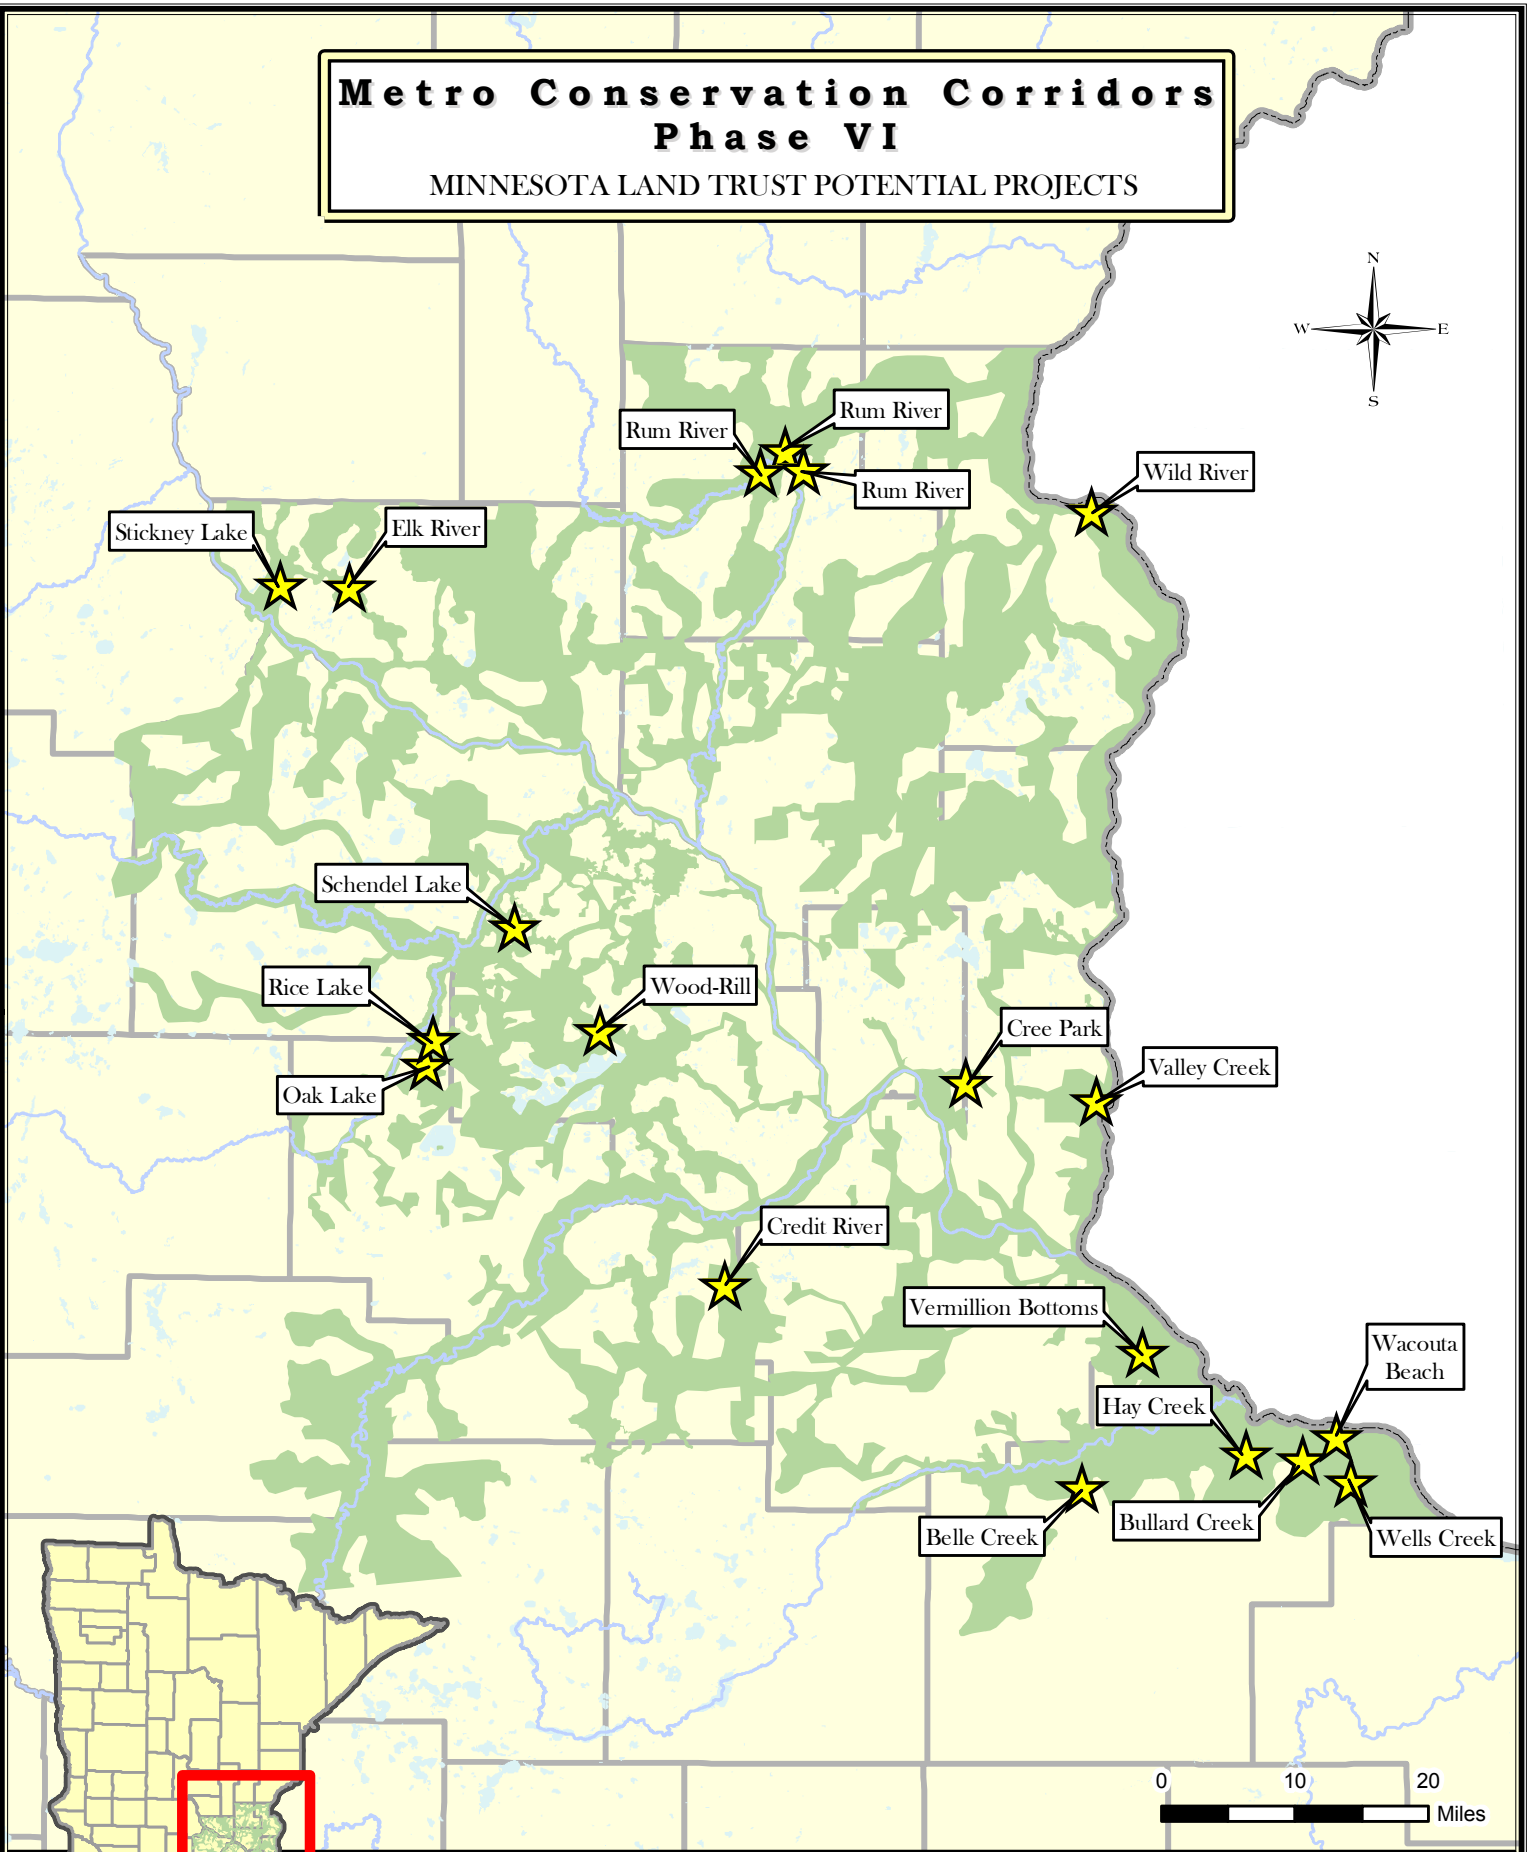 Metro Conservation Corridors
Phase VI
MINNESOTA LAND TRUST POTENTIAL PROJECTS
N
W
E
S
Rum River
Rum River
Rum River
Wild River
Stickney Lake
Elk River
Schendel Lake
Rice Lake
Wood-Rill
Cree Park
Oak Lake
Valley Creek
Credit River
Vermillion Bottoms
Wacouta
Beach
Hay Creek
Belle Creek
Bullard Creek
Wells Creek
0 10 20
Miles